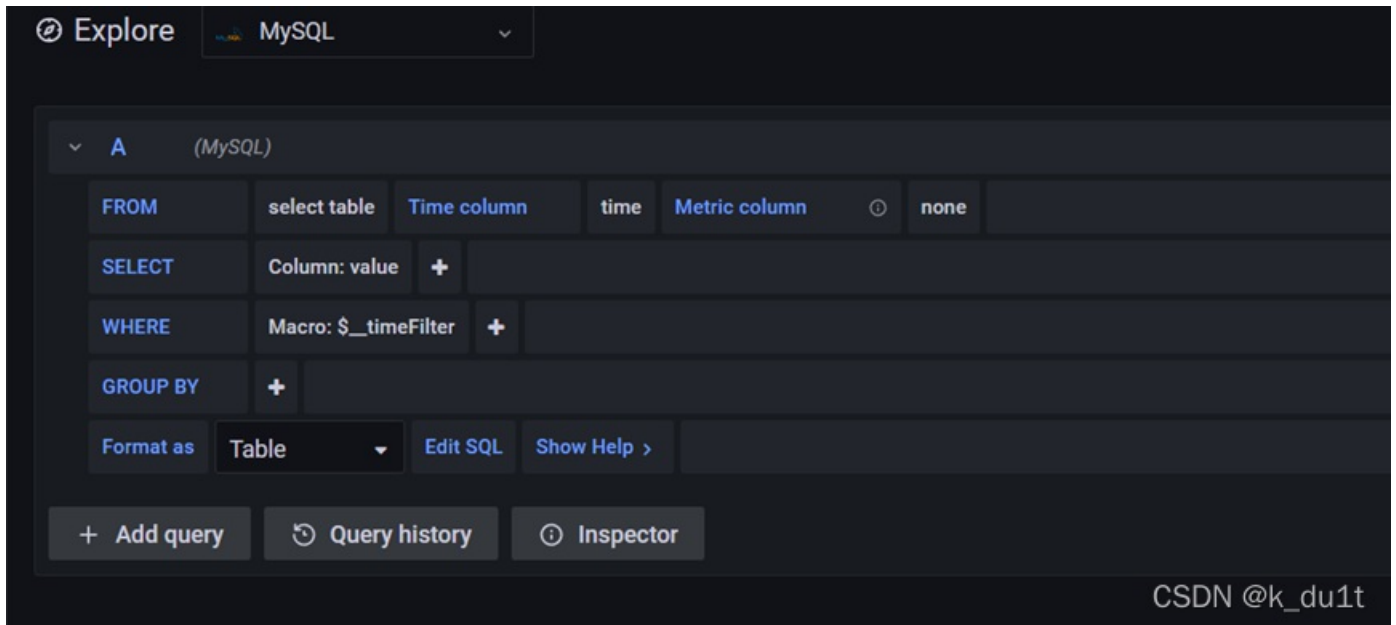 Explore MySQL
A (MySQL)
FROM select table Time column time Metric column none
SELECT Column: value +
WHERE Macro: $__timeFilter +
GROUP BY +
Format as Table Edit SQL Show Help >
+ Add query Query history Inspector
CSDN @k_du1t